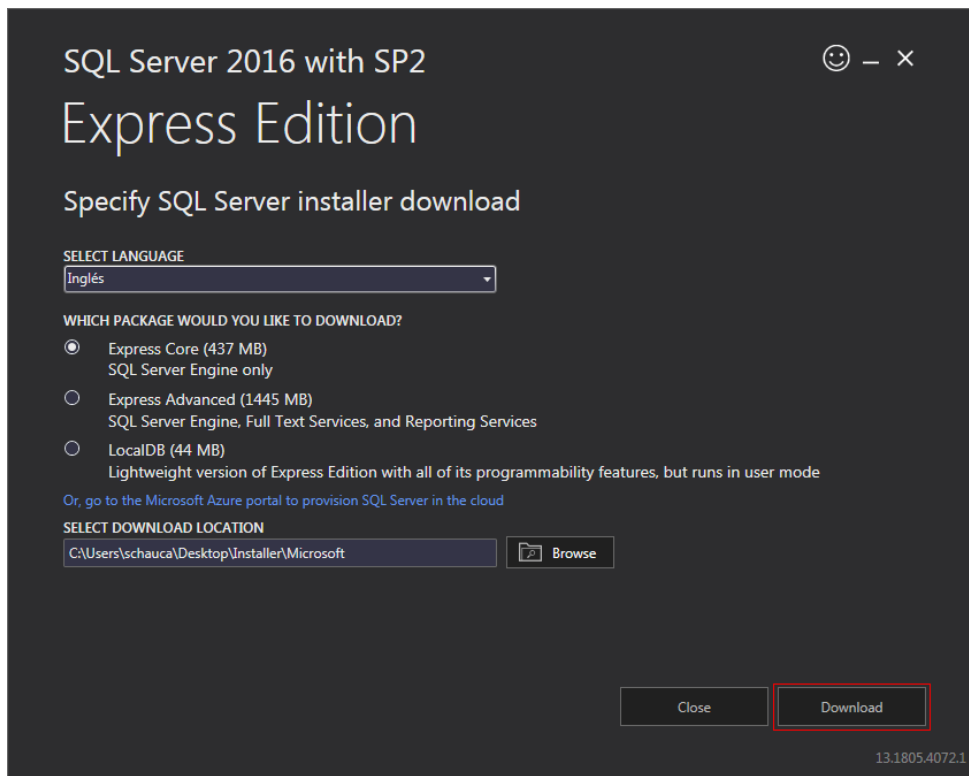 SQL Server 2016 with SP2
Express Edition
Specify SQL Server installer download
SELECT LANGUAGE
Inglés
WHICH PACKAGE WOULD YOU LIKE TO DOWNLOAD?
Express Core (437 MB)
SQL Server Engine only
Express Advanced (1445 MB)
SQL Server Engine, Full Text Services, and Reporting Services
LocalDB (44 MB)
Lightweight version of Express Edition with all of its programmability features, but runs in user mode
Or, go to the Microsoft Azure portal to provision SQL Server in the cloud
SELECT DOWNLOAD LOCATION
C:\Users\schauca\Desktop\Installer\Microsoft
Browse
Close
Download
13.1805.4072.1